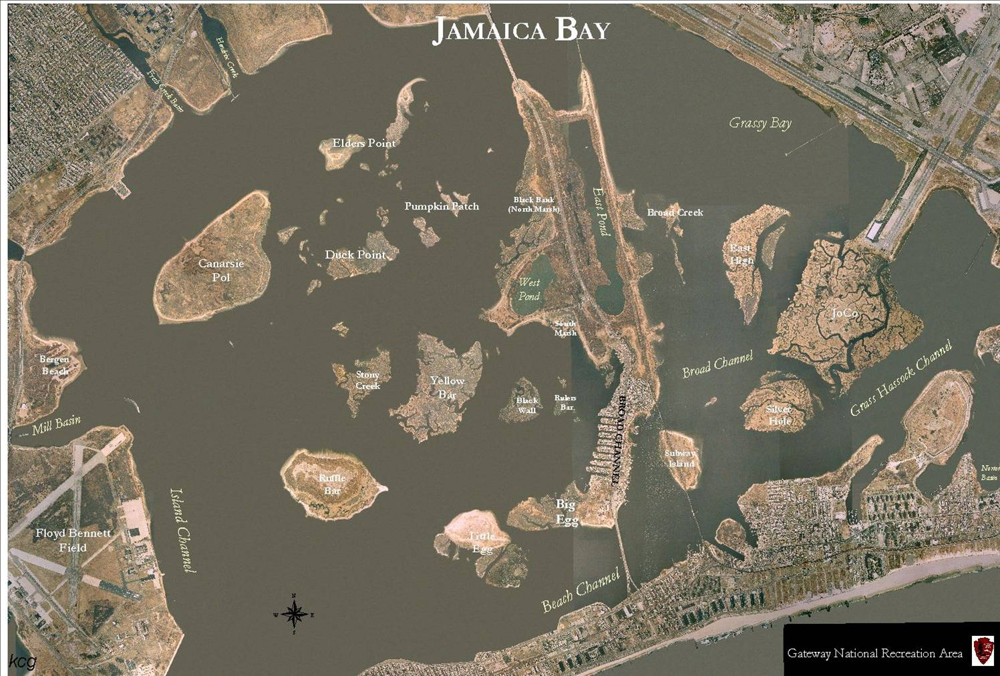 JAMAICA BAY
Hendrix Creek
Fresh Creek Basin
Grassy Bay
Elders Point
Pumpkin Patch
Black Bank
(North Marsh)
East Pond
Broad Creek
Canarsie
Pol
Duck Point
East
High
West
Pond
JoCo
South
Marsh
Bergen
Beach
Stony
Creek
Yellow
Bar
Black
Wall
Rulers
Bar
Broad Channel
Grass Hassock Channel
Silver
Hole
Mill Basin
BROAD CHANNEL
Subway
Island
Norton
Basin
Ruffle
Bar
Island Channel
Big
Egg
Little
Egg
Floyd Bennett
Field
Beach Channel
N
W E
S
kcg
Gateway National Recreation Area